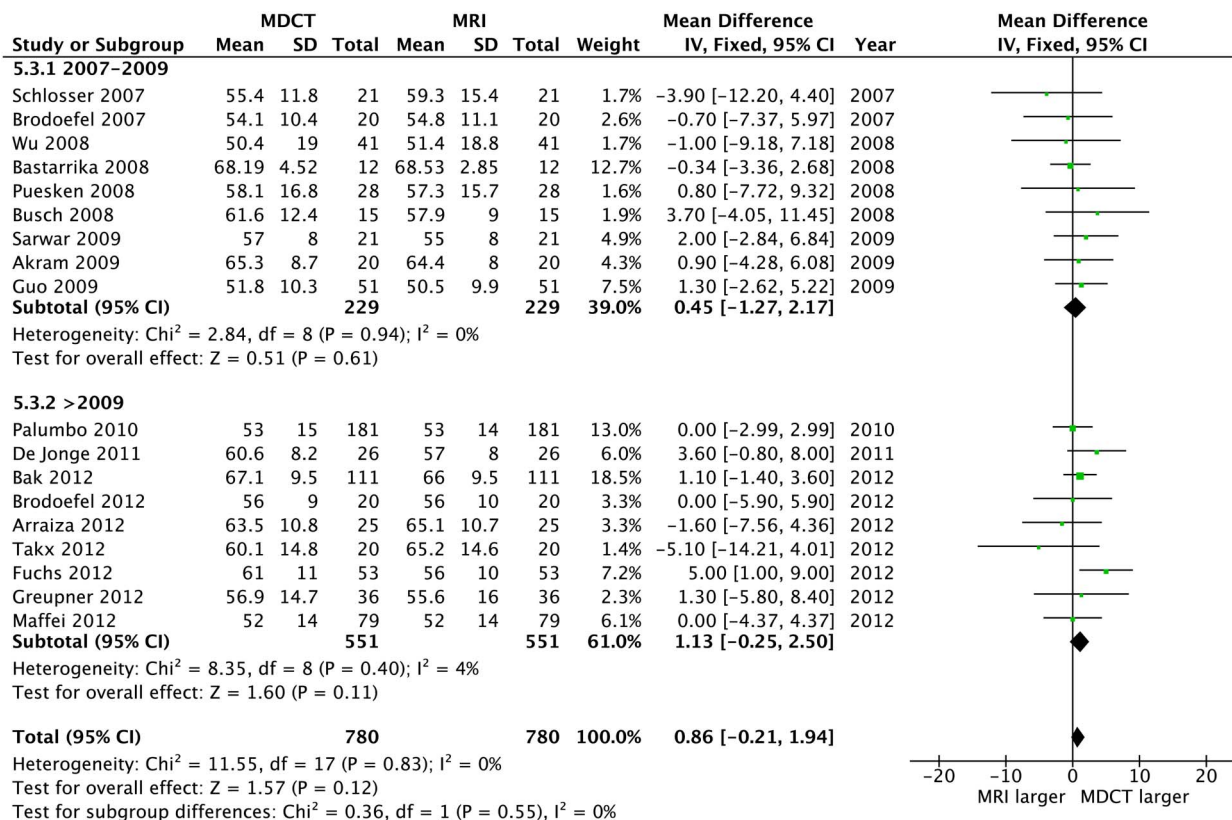 MDCT MRI Mean Difference Mean Difference
Study or Subgroup Mean SD Total Mean SD Total Weight IV, Fixed, 95% CI Year IV, Fixed, 95% CI
5.3.1 2007–2009
Schlosser 2007 55.4 11.8 21 59.3 15.4 21 1.7% −3.90 [−12.20, 4.40] 2007
Brodoefel 2007 54.1 10.4 20 54.8 11.1 20 2.6% −0.70 [−7.37, 5.97] 2007
Wu 2008 50.4 19 41 51.4 18.8 41 1.7% −1.00 [−9.18, 7.18] 2008
Bastarrika 2008 68.19 4.52 12 68.53 2.85 12 12.7% −0.34 [−3.36, 2.68] 2008
Puesken 2008 58.1 16.8 28 57.3 15.7 28 1.6% 0.80 [−7.72, 9.32] 2008
Busch 2008 61.6 12.4 15 57.9 9 15 1.9% 3.70 [−4.05, 11.45] 2008
Sarwar 2009 57 8 21 55 8 21 4.9% 2.00 [−2.84, 6.84] 2009
Akram 2009 65.3 8.7 20 64.4 8 20 4.3% 0.90 [−4.28, 6.08] 2009
Guo 2009 51.8 10.3 51 50.5 9.9 51 7.5% 1.30 [−2.62, 5.22] 2009
Subtotal (95% CI) 229 229 39.0% 0.45 [−1.27, 2.17]
Heterogeneity: Chi² = 2.84, df = 8 (P = 0.94); I² = 0%
Test for overall effect: Z = 0.51 (P = 0.61)
5.3.2 >2009
Palumbo 2010 53 15 181 53 14 181 13.0% 0.00 [−2.99, 2.99] 2010
De Jonge 2011 60.6 8.2 26 57 8 26 6.0% 3.60 [−0.80, 8.00] 2011
Bak 2012 67.1 9.5 111 66 9.5 111 18.5% 1.10 [−1.40, 3.60] 2012
Brodoefel 2012 56 9 20 56 10 20 3.3% 0.00 [−5.90, 5.90] 2012
Arraiza 2012 63.5 10.8 25 65.1 10.7 25 3.3% −1.60 [−7.56, 4.36] 2012
Takx 2012 60.1 14.8 20 65.2 14.6 20 1.4% −5.10 [−14.21, 4.01] 2012
Fuchs 2012 61 11 53 56 10 53 7.2% 5.00 [1.00, 9.00] 2012
Greupner 2012 56.9 14.7 36 55.6 16 36 2.3% 1.30 [−5.80, 8.40] 2012
Maffei 2012 52 14 79 52 14 79 6.1% 0.00 [−4.37, 4.37] 2012
Subtotal (95% CI) 551 551 61.0% 1.13 [−0.25, 2.50]
Heterogeneity: Chi² = 8.35, df = 8 (P = 0.40); I² = 4%
Test for overall effect: Z = 1.60 (P = 0.11)
Total (95% CI) 780 780 100.0% 0.86 [−0.21, 1.94]
Heterogeneity: Chi² = 11.55, df = 17 (P = 0.83); I² = 0%
Test for overall effect: Z = 1.57 (P = 0.12)
Test for subgroup differences: Chi² = 0.36, df = 1 (P = 0.55), I² = 0%
−20 −10 0 10 20
MRI larger MDCT larger